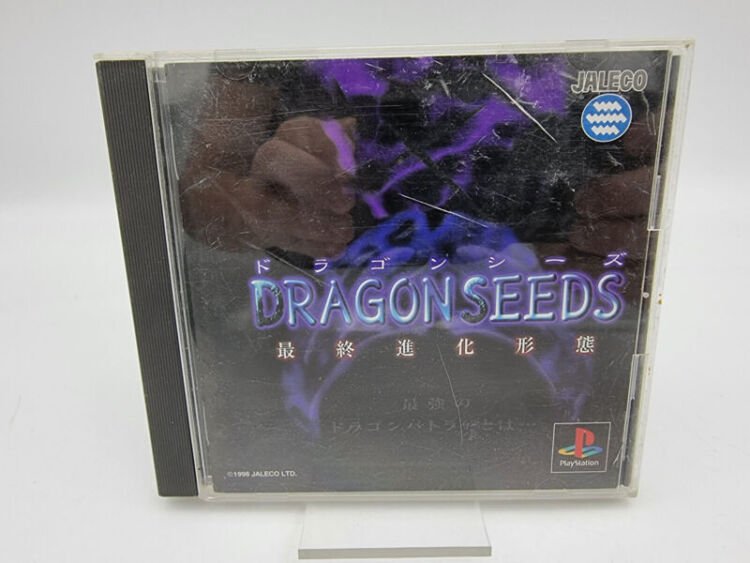 JALECO
ドラゴンシーズ
DRAGON SEEDS
最終進化形態
最強の
ドラゴンバトラーとは…
©1998 JALECO LTD.
PlayStation